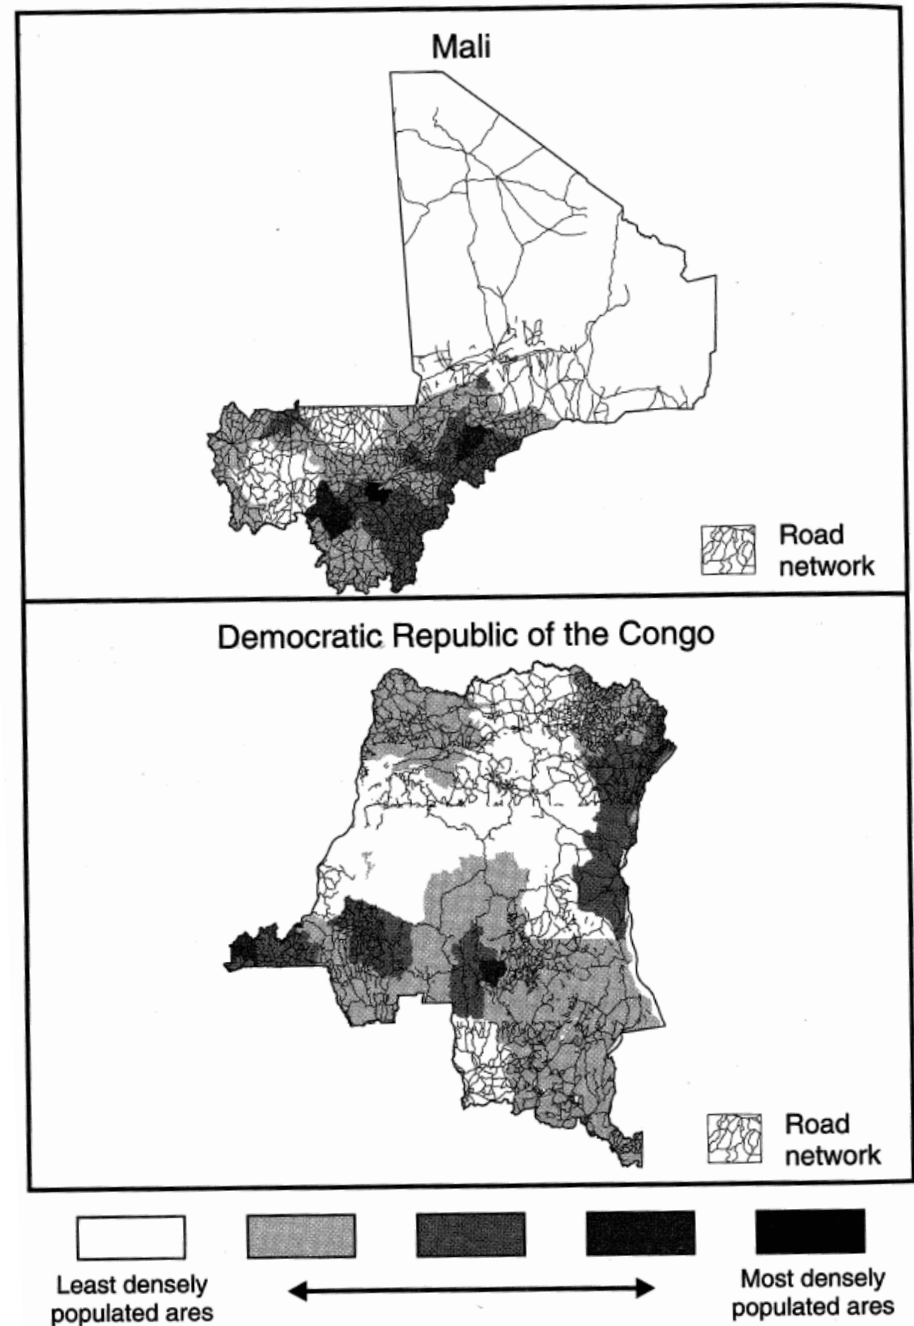 Mali
Road
network
Democratic Republic of the Congo
Road
network
Least densely
populated ares
Most densely
populated ares